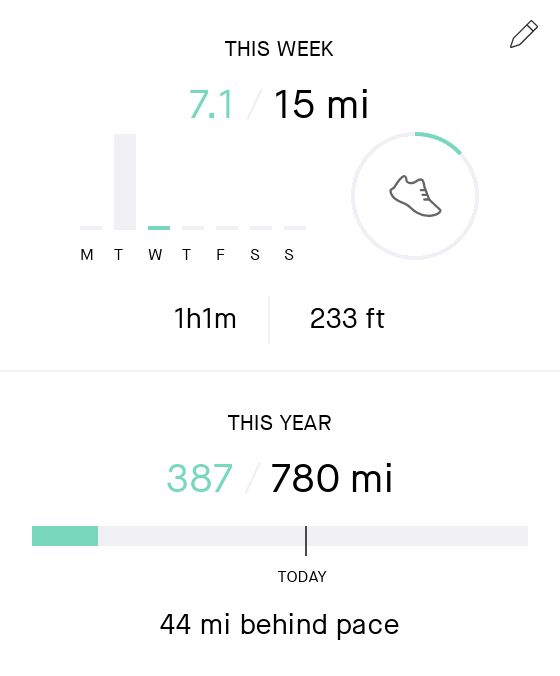 THIS WEEK
7.1 / 15 mi
M T W T F S S
1h1m 233 ft
THIS YEAR
387 / 780 mi
TODAY
44 mi behind pace